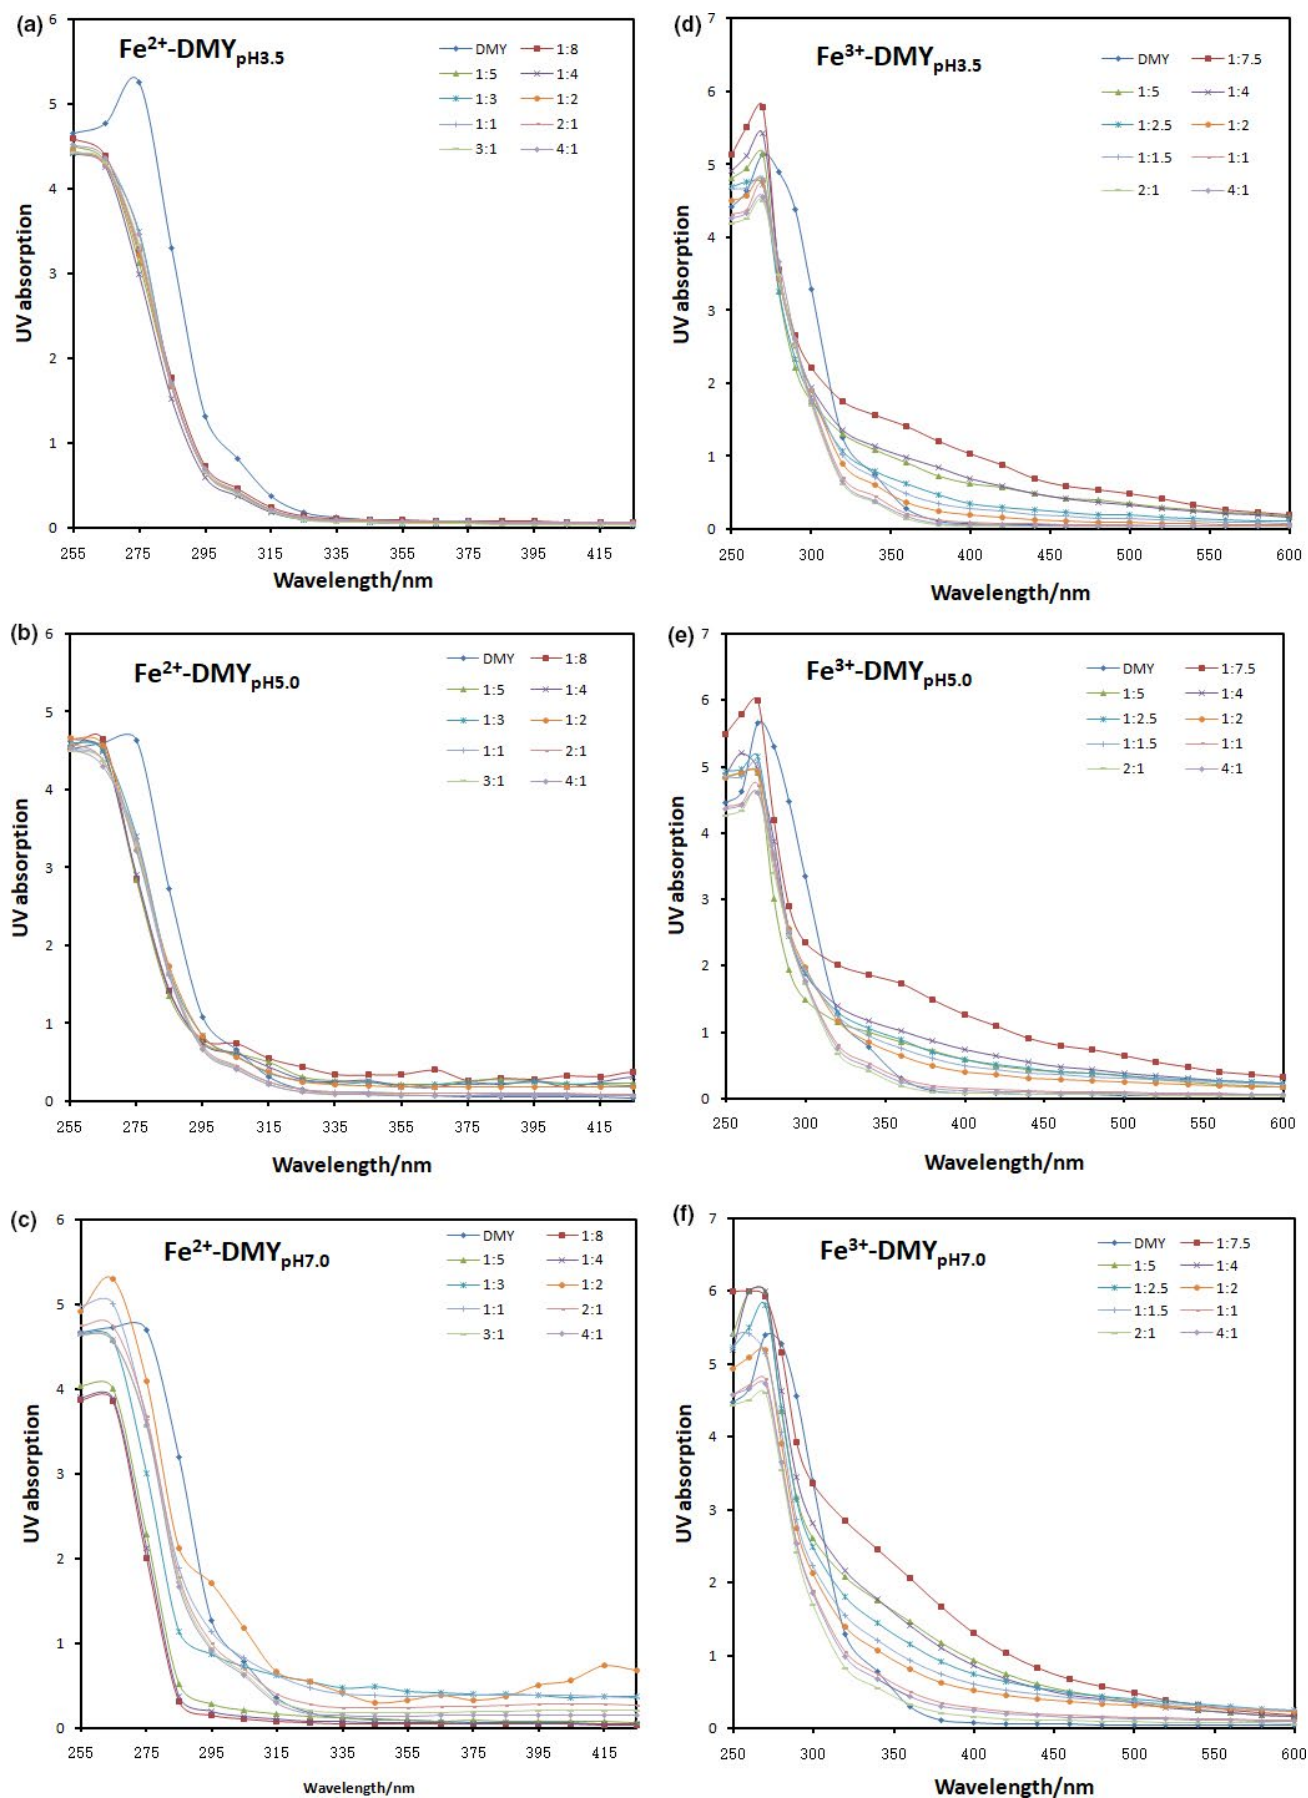 (a)
Fe2+-DMYpH3.5
DMY 1:8
1:5 1:4
1:3 1:2
1:1 2:1
3:1 4:1
UV absorption
6
5
4
3
2
1
0
255 275 295 315 335 355 375 395 415
Wavelength/nm
(d)
Fe3+-DMYpH3.5
DMY 1:7.5
1:5 1:4
1:2.5 1:2
1:1.5 1:1
2:1 4:1
UV absorption
7
6
5
4
3
2
1
0
250 300 350 400 450 500 550 600
Wavelength/nm
(b)
Fe2+-DMYpH5.0
DMY 1:8
1:5 1:4
1:3 1:2
1:1 2:1
3:1 4:1
UV absorption
6
5
4
3
2
1
0
255 275 295 315 335 355 375 395 415
Wavelength/nm
(e)
Fe3+-DMYpH5.0
DMY 1:7.5
1:5 1:4
1:2.5 1:2
1:1.5 1:1
2:1 4:1
UV absorption
7
6
5
4
3
2
1
0
250 300 350 400 450 500 550 600
Wavelength/nm
(c)
Fe2+-DMYpH7.0
DMY 1:8
1:5 1:4
1:3 1:2
1:1 2:1
3:1 4:1
UV absorption
6
5
4
3
2
1
0
255 275 295 315 335 355 375 395 415
Wavelength/nm
(f)
Fe3+-DMYpH7.0
DMY 1:7.5
1:5 1:4
1:2.5 1:2
1:1.5 1:1
2:1 4:1
UV absorption
7
6
5
4
3
2
1
0
250 300 350 400 450 500 550 600
Wavelength/nm